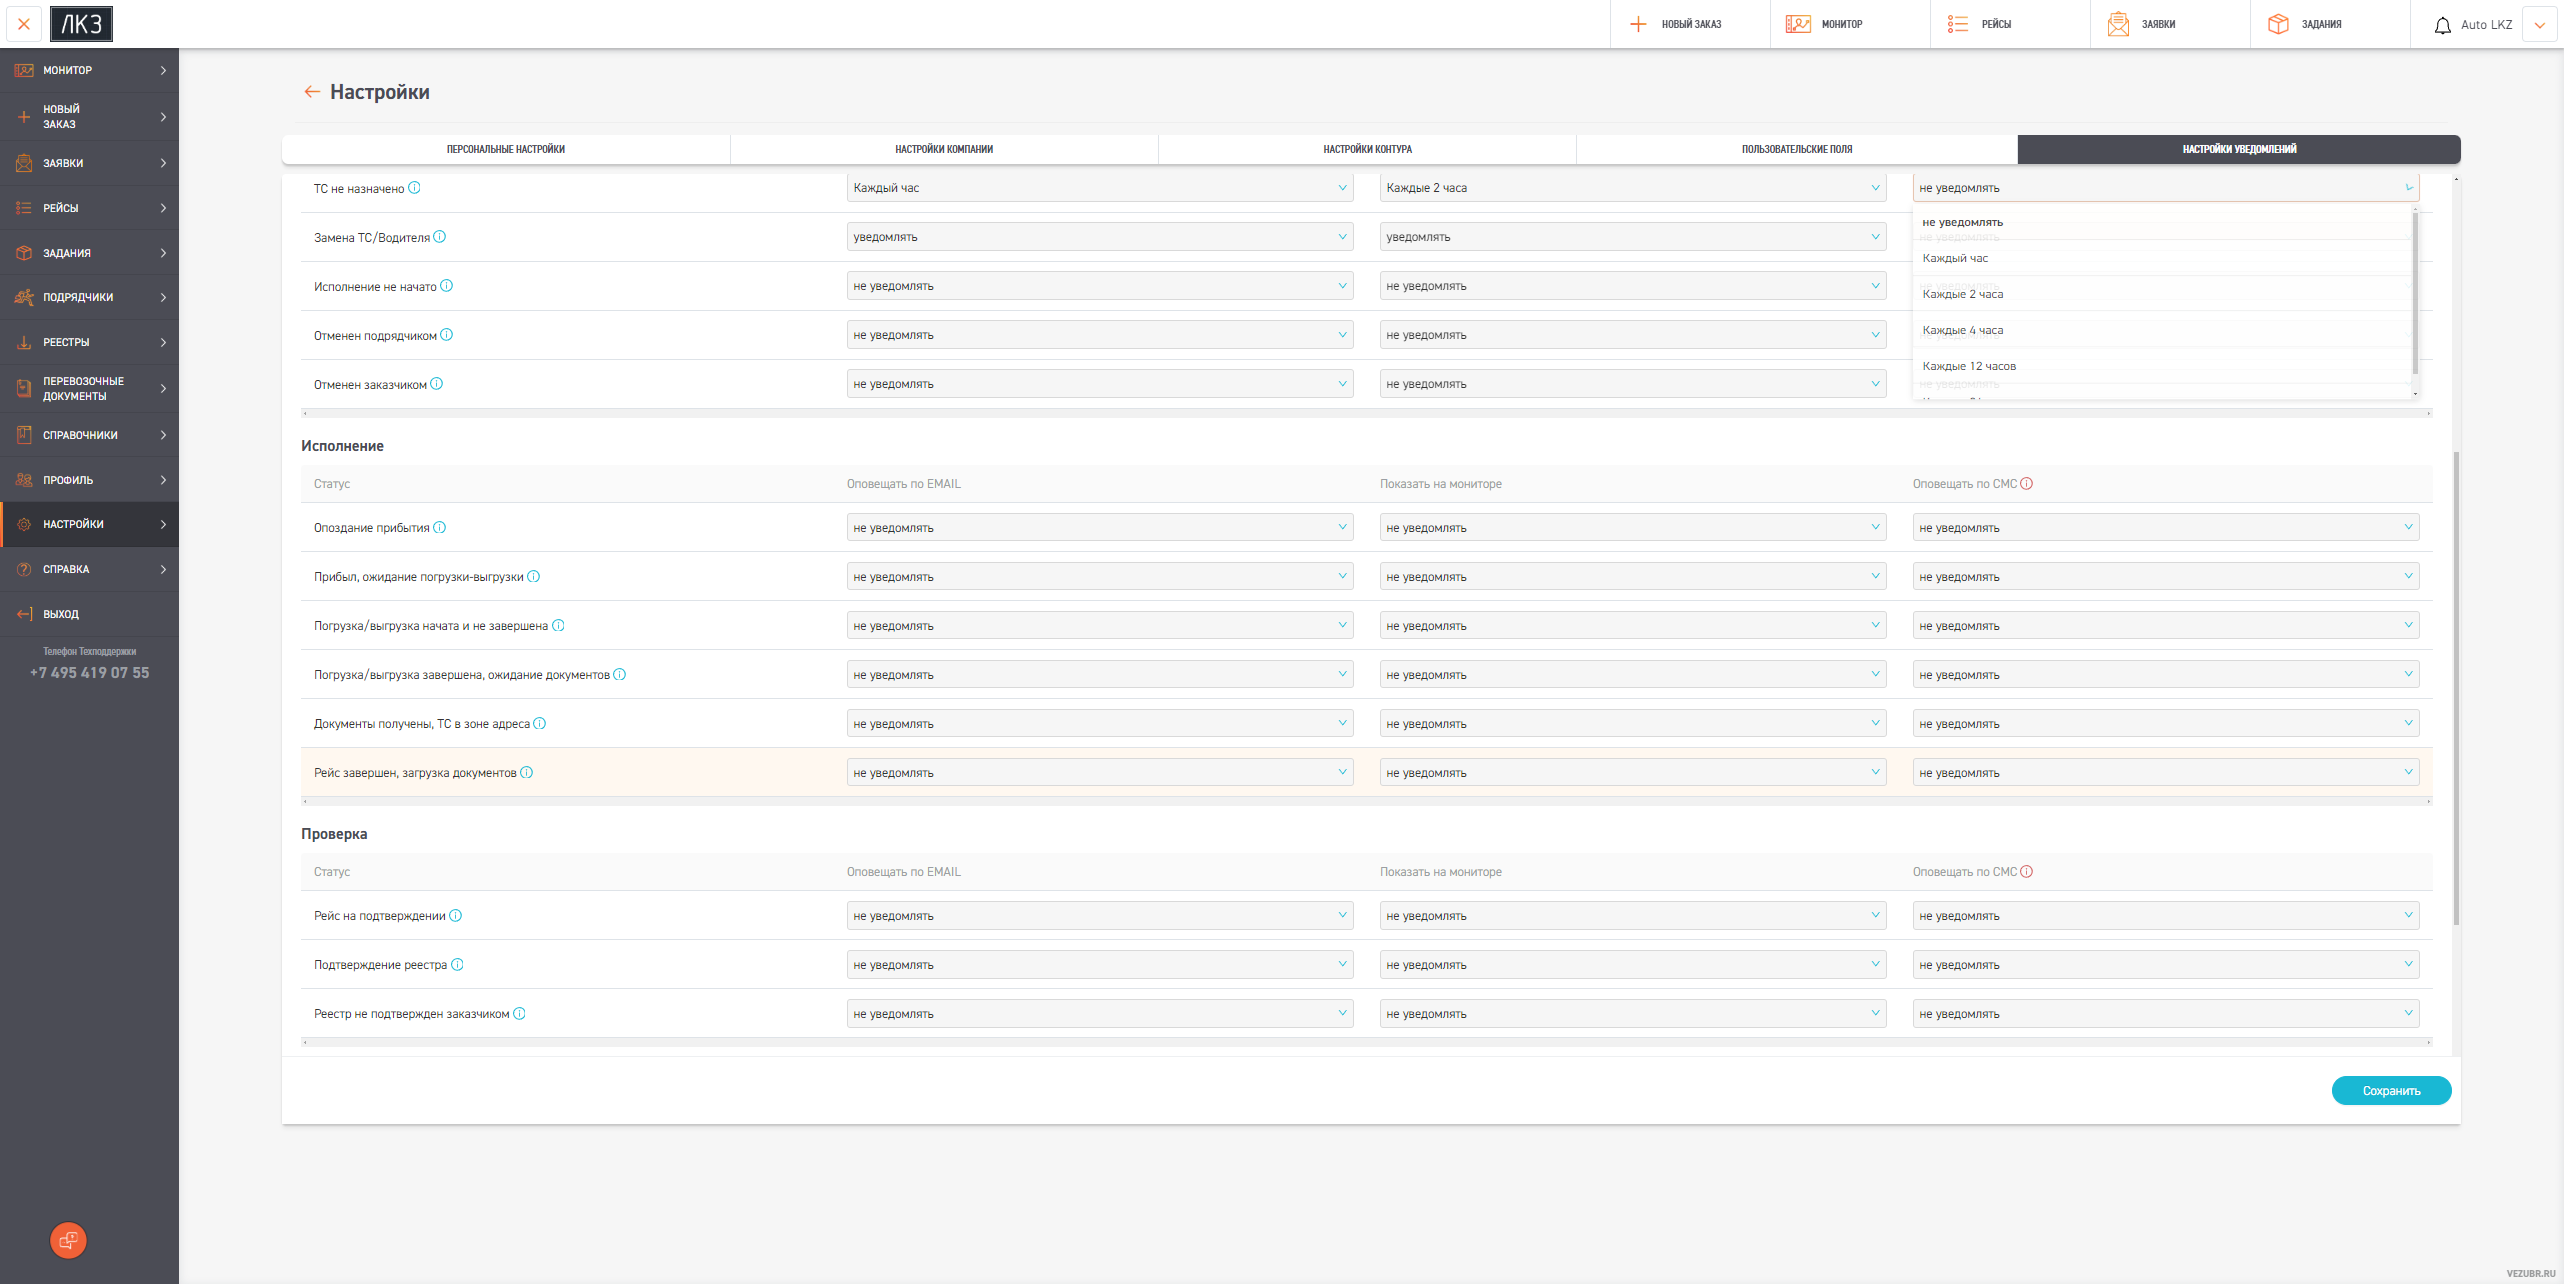 ЛКЗ
НОВЫЙ ЗАКАЗ
МОНИТОР
РЕЙСЫ
ЗАЯВКИ
ЗАДАНИЯ
Auto LKZ
МОНИТОР
НОВЫЙ
ЗАКАЗ
ЗАЯВКИ
РЕЙСЫ
ЗАДАНИЯ
ПОДРЯДЧИКИ
РЕЕСТРЫ
ПЕРЕВОЗОЧНЫЕ
ДОКУМЕНТЫ
СПРАВОЧНИКИ
ПРОФИЛЬ
НАСТРОЙКИ
СПРАВКА
ВЫХОД
Телефон Техподдержки
+7 495 419 07 55
Настройки
ПЕРСОНАЛЬНЫЕ НАСТРОЙКИ
НАСТРОЙКИ КОМПАНИИ
НАСТРОЙКИ КОНТУРА
ПОЛЬЗОВАТЕЛЬСКИЕ ПОЛЯ
НАСТРОЙКИ УВЕДОМЛЕНИЙ
ТС не назначено Каждый час Каждые 2 часа не уведомлять
Замена ТС/Водителя уведомлять уведомлять не уведомлять
Исполнение не начато не уведомлять не уведомлять не уведомлять
Отменен подрядчиком не уведомлять не уведомлять не уведомлять
Отменен заказчиком не уведомлять не уведомлять не уведомлять
не уведомлять
Каждый час
Каждые 2 часа
Каждые 4 часа
Каждые 12 часов
Исполнение
Статус Оповещать по EMAIL Показать на мониторе Оповещать по СМС
Опоздание прибытия не уведомлять не уведомлять не уведомлять
Прибыл, ожидание погрузки-выгрузки не уведомлять не уведомлять не уведомлять
Погрузка/выгрузка начата и не завершена не уведомлять не уведомлять не уведомлять
Погрузка/выгрузка завершена, ожидание документов не уведомлять не уведомлять не уведомлять
Документы получены, ТС в зоне адреса не уведомлять не уведомлять не уведомлять
Рейс завершен, загрузка документов не уведомлять не уведомлять не уведомлять
Проверка
Статус Оповещать по EMAIL Показать на мониторе Оповещать по СМС
Рейс на подтверждении не уведомлять не уведомлять не уведомлять
Подтверждение реестра не уведомлять не уведомлять не уведомлять
Реестр не подтвержден заказчиком не уведомлять не уведомлять не уведомлять
Сохранить
VEZUBR.RU